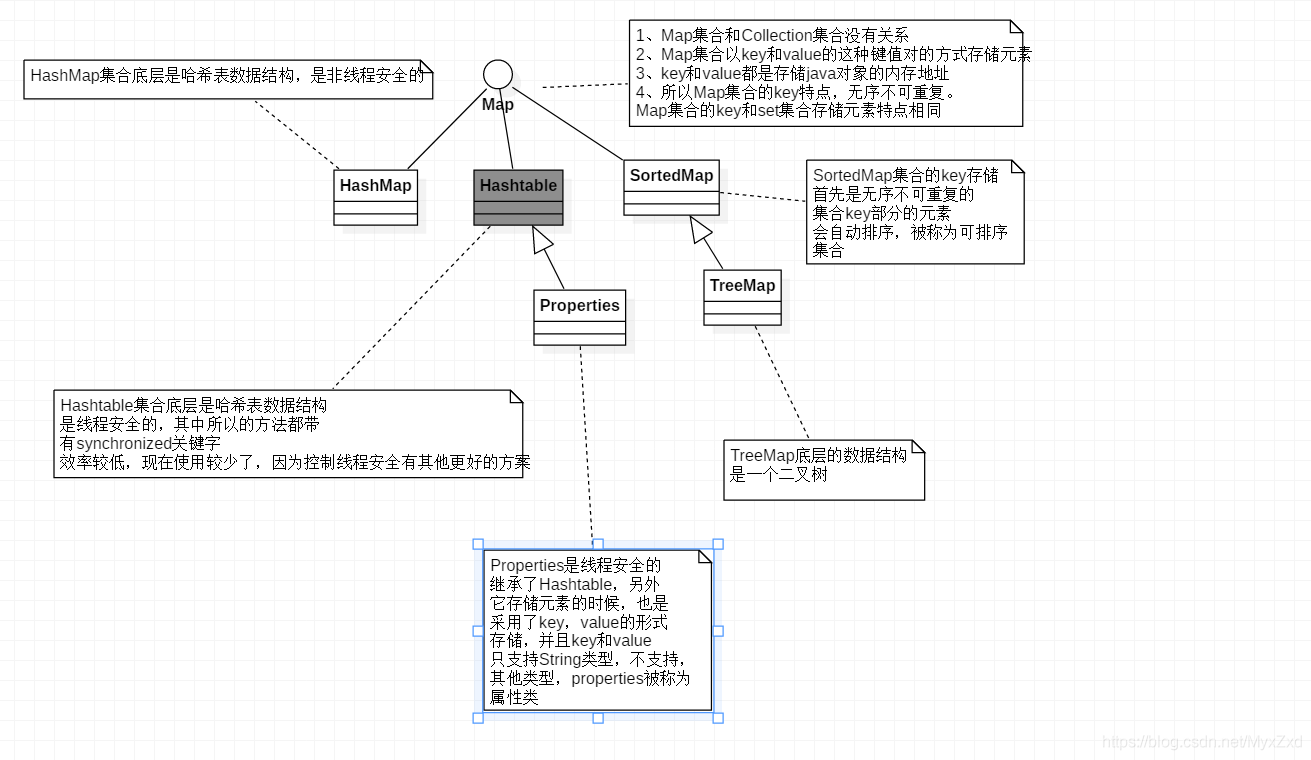 1、Map集合和Collection集合没有关系
2、Map集合以key和value的这种键值对的方式存储元素
3、key和value都是存储java对象的内存地址
4、所以Map集合的key特点，无序不可重复。
Map集合的key和set集合存储元素特点相同
HashMap集合底层是哈希表数据结构，是非线程安全的
Map
HashMap
Hashtable
SortedMap
SortedMap集合的key存储
首先是无序不可重复的
集合key部分的元素
会自动排序，被称为可排序
集合
TreeMap
Properties
Hashtable集合底层是哈希表数据结构
是线程安全的，其中所以的方法都带
有synchronized关键字
效率较低，现在使用较少了，因为控制线程安全有其他更好的方案
TreeMap底层的数据结构
是一个二叉树
Properties是线程安全的
继承了Hashtable，另外
它存储元素的时候，也是
采用了key，value的形式
存储，并且key和value
只支持String类型，不支持，
其他类型，properties被称为
属性类
https://blog.csdn.net/MyxZxd